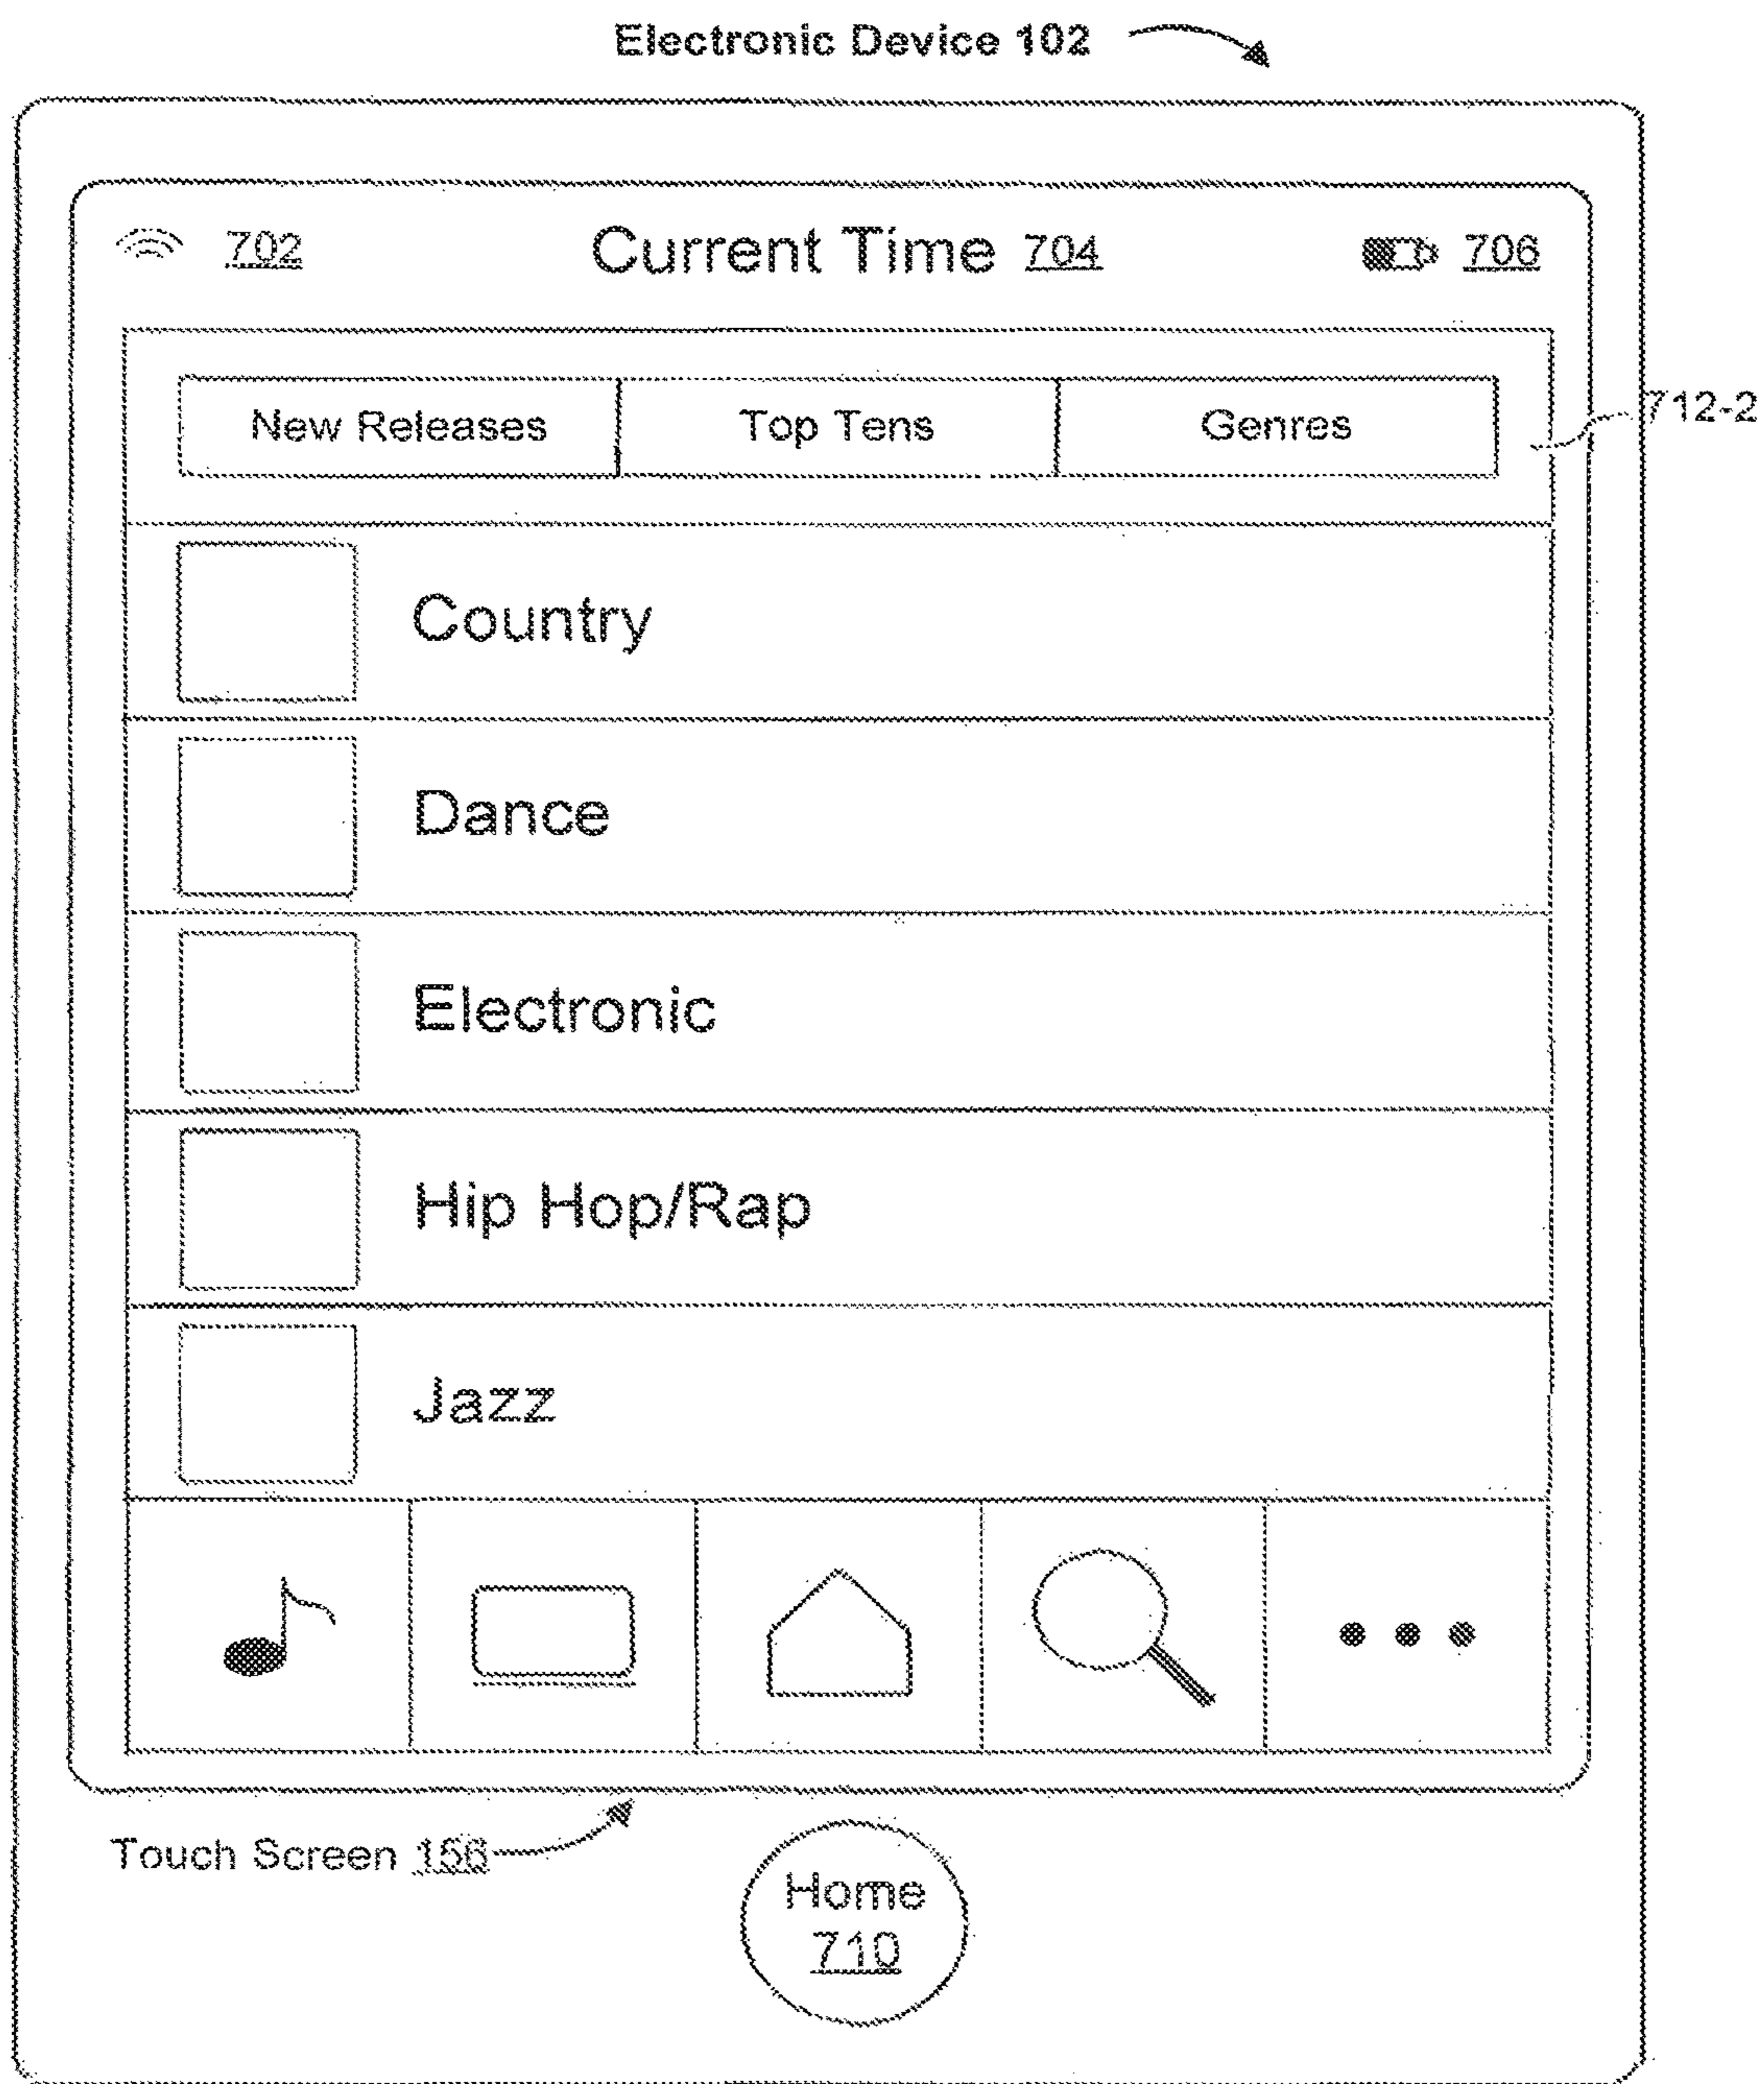 Electronic Device 102
702 Current Time 704 706
New Releases Top Tens Genres
712-2
Country
Dance
Electronic
Hip Hop/Rap
Jazz
Touch Screen 156
Home
710